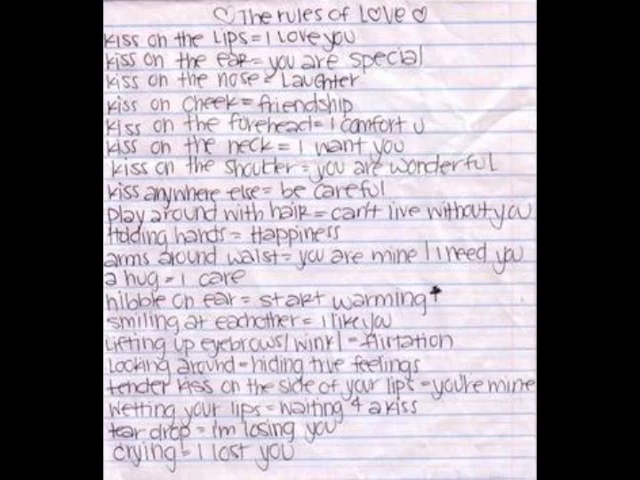 ♡The rules of LOVE♡
kiss on the Lips = I Love you
kiss on the ear = you are special
kiss on the nose = Laughter
kiss on cheek = friendship
kiss on the forehead = I comfort u
kiss on the neck = I want you
kiss on the shoulder = you are wonderful
kiss anywhere else = be careful
play around with hair = can't live without you
Holding hands = Happiness
arms around waist = you are mine / I need you
a hug = I care
nibble on ear = start warming
smiling at eachother = I like you
Lifting up eyebrows/wink/ = flirtation
Looking around = hiding true feelings
tender kiss on the side of your lips = you're mine
Wetting your lips = waiting 4 a kiss
tear drop = i'm losing you
crying = I lost you